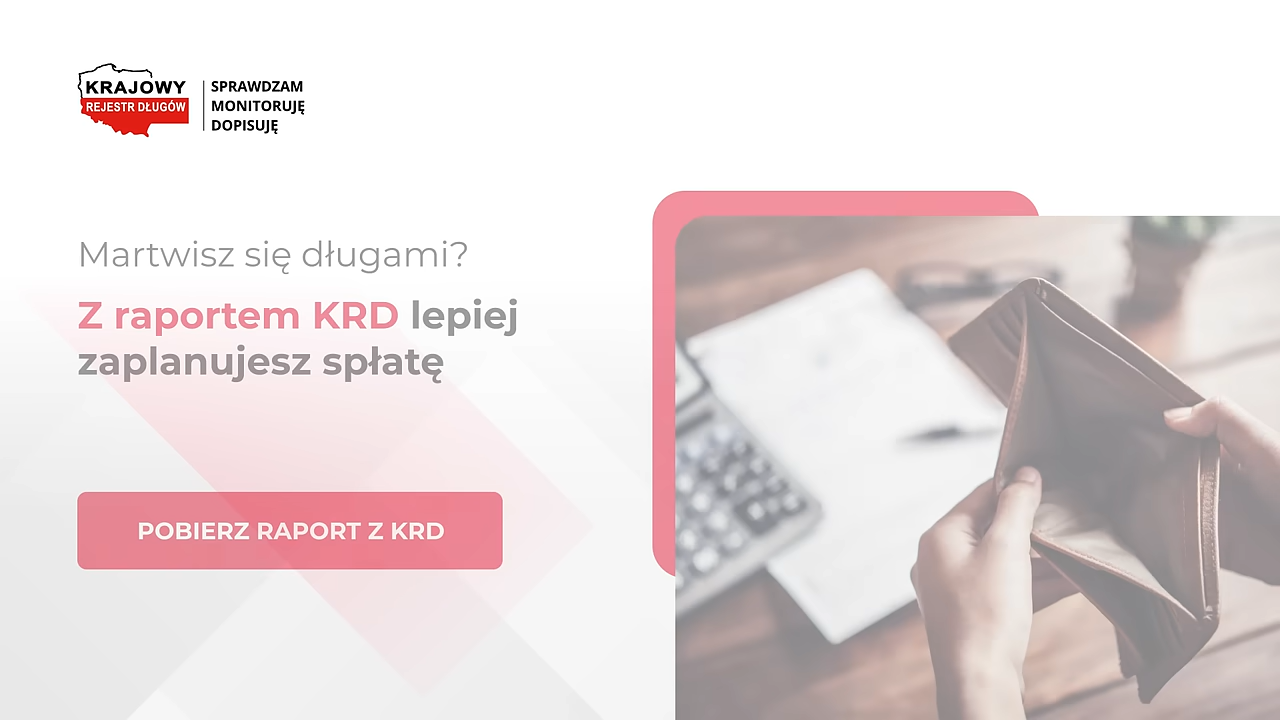 KRAJOWY
REJESTR DŁUGÓW
SPRAWDZAM
MONITORUJĘ
DOPISUJĘ
Martwisz się długami?
Z raportem KRD lepiej
zaplanujesz spłatę
POBIERZ RAPORT Z KRD